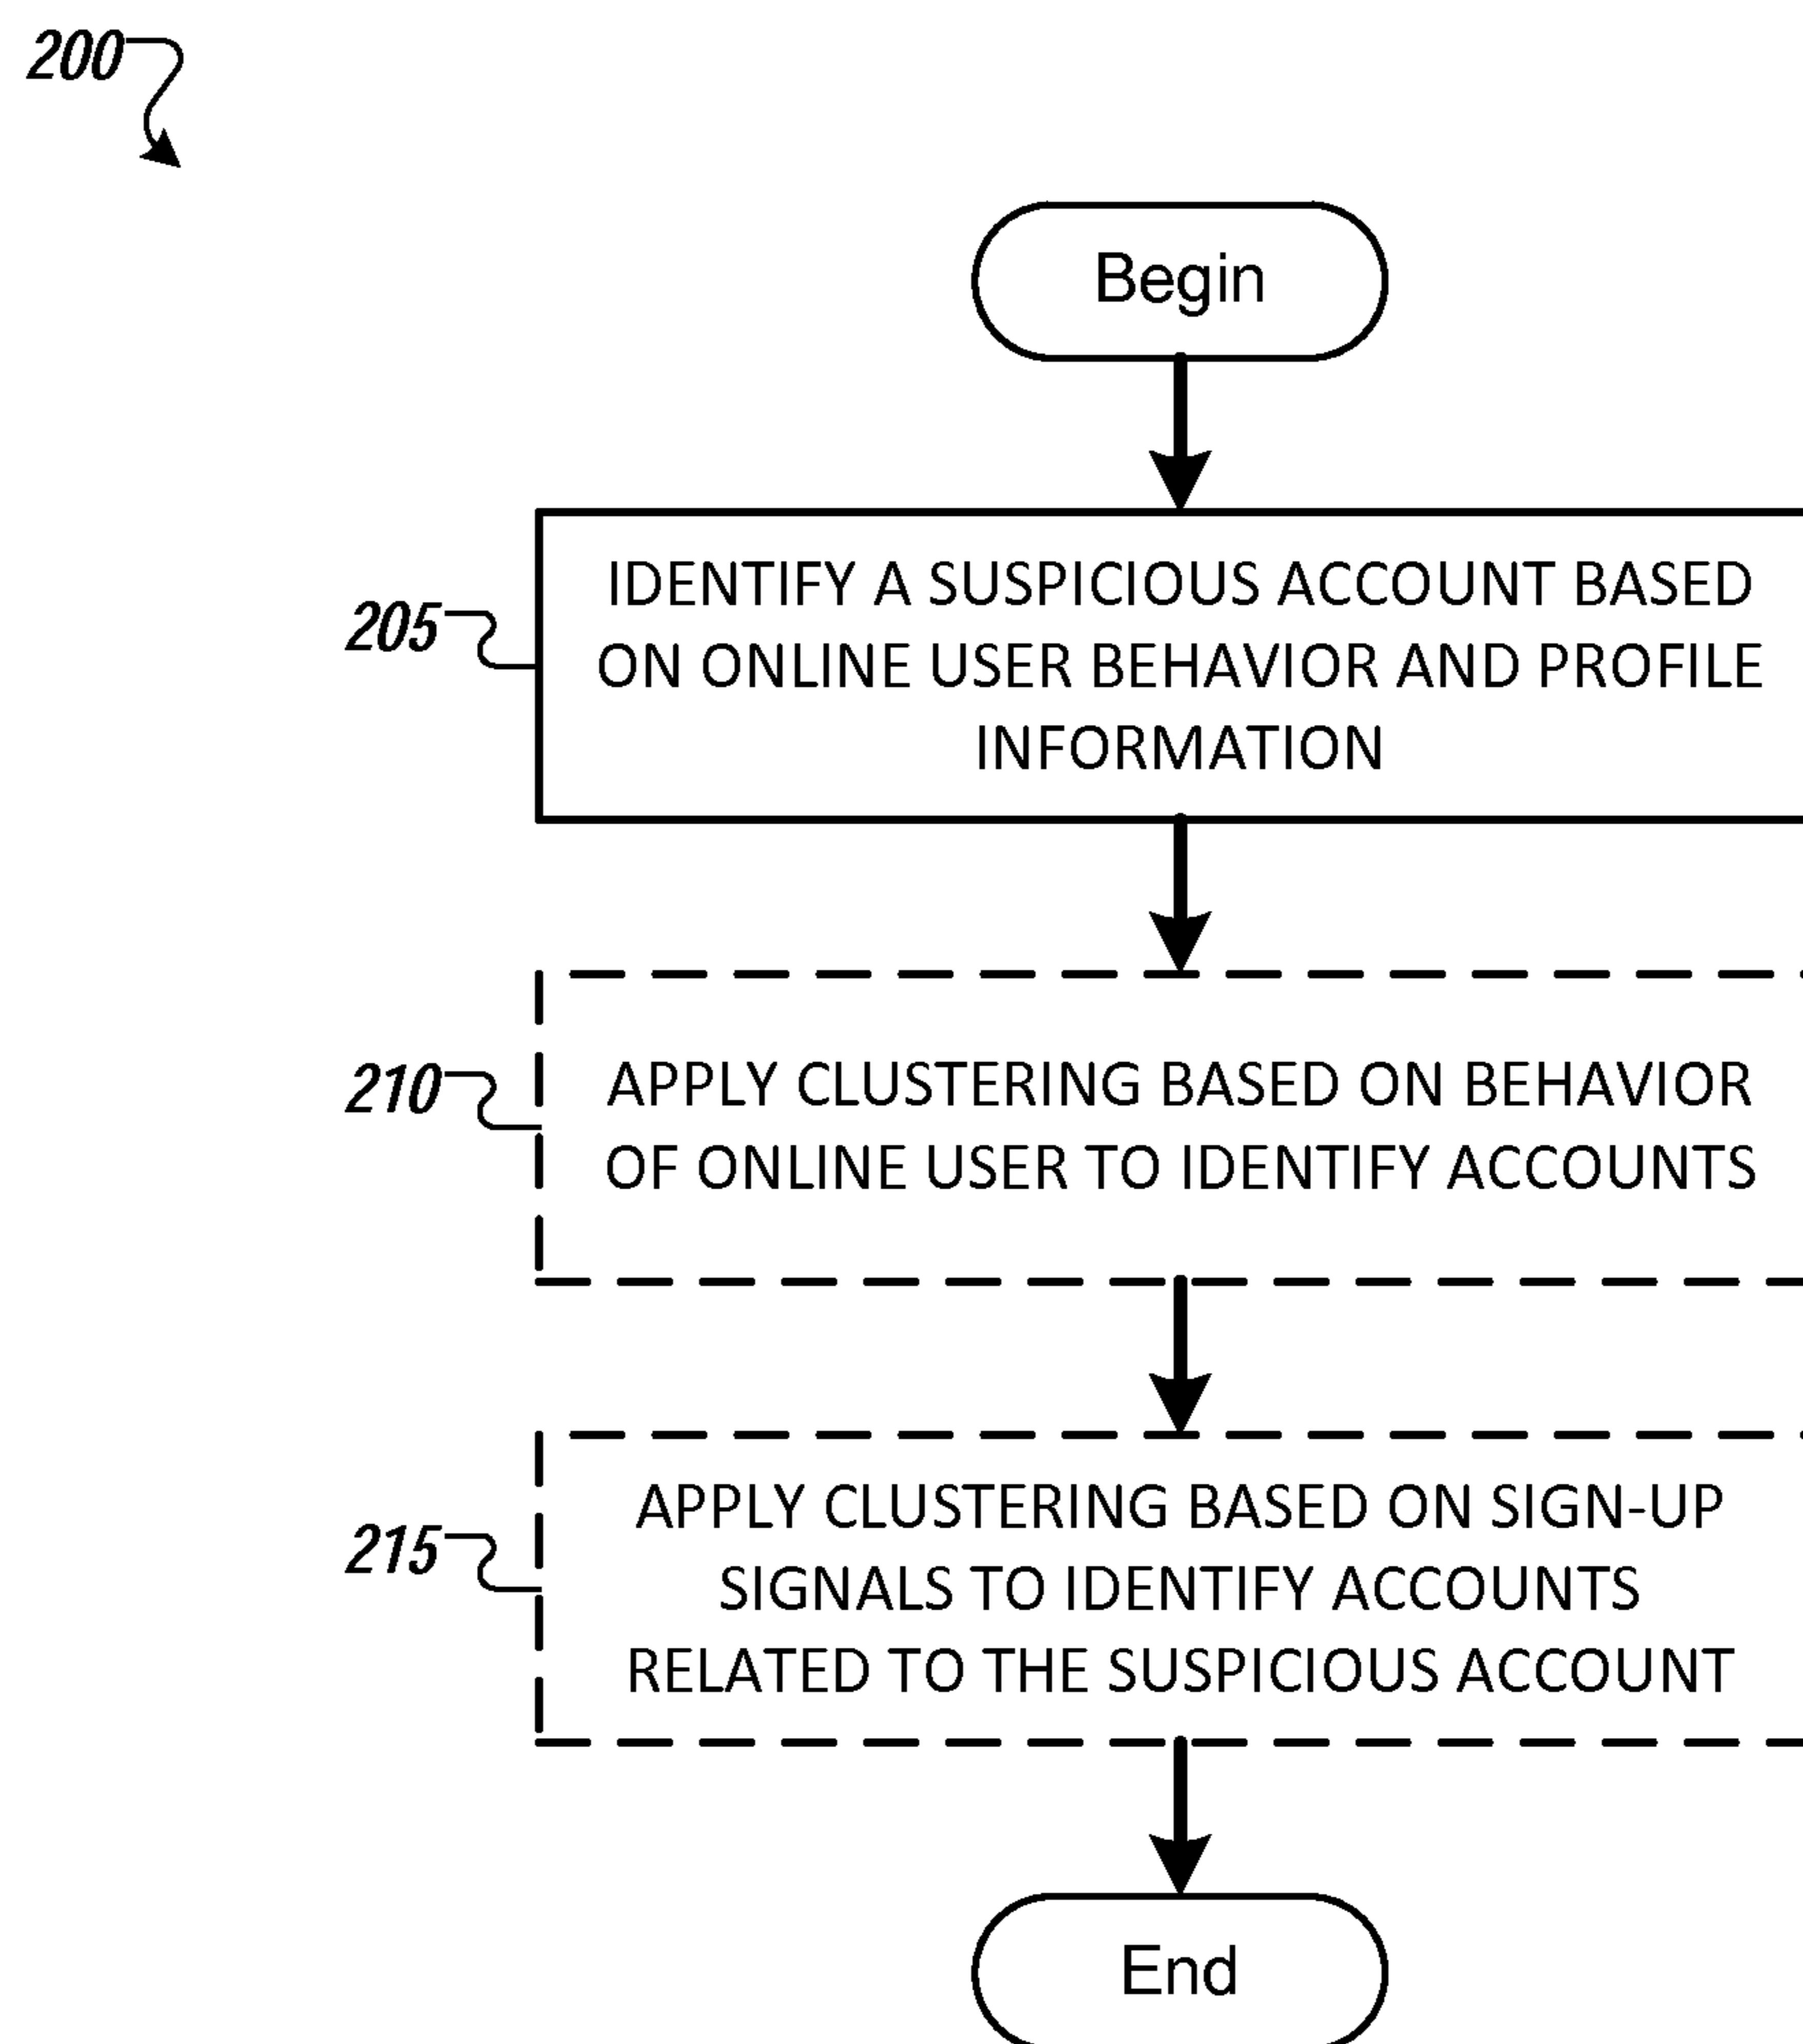 200
Begin
205
IDENTIFY A SUSPICIOUS ACCOUNT BASED
ON ONLINE USER BEHAVIOR AND PROFILE
INFORMATION
210
APPLY CLUSTERING BASED ON BEHAVIOR
OF ONLINE USER TO IDENTIFY ACCOUNTS
215
APPLY CLUSTERING BASED ON SIGN-UP
SIGNALS TO IDENTIFY ACCOUNTS
RELATED TO THE SUSPICIOUS ACCOUNT
End